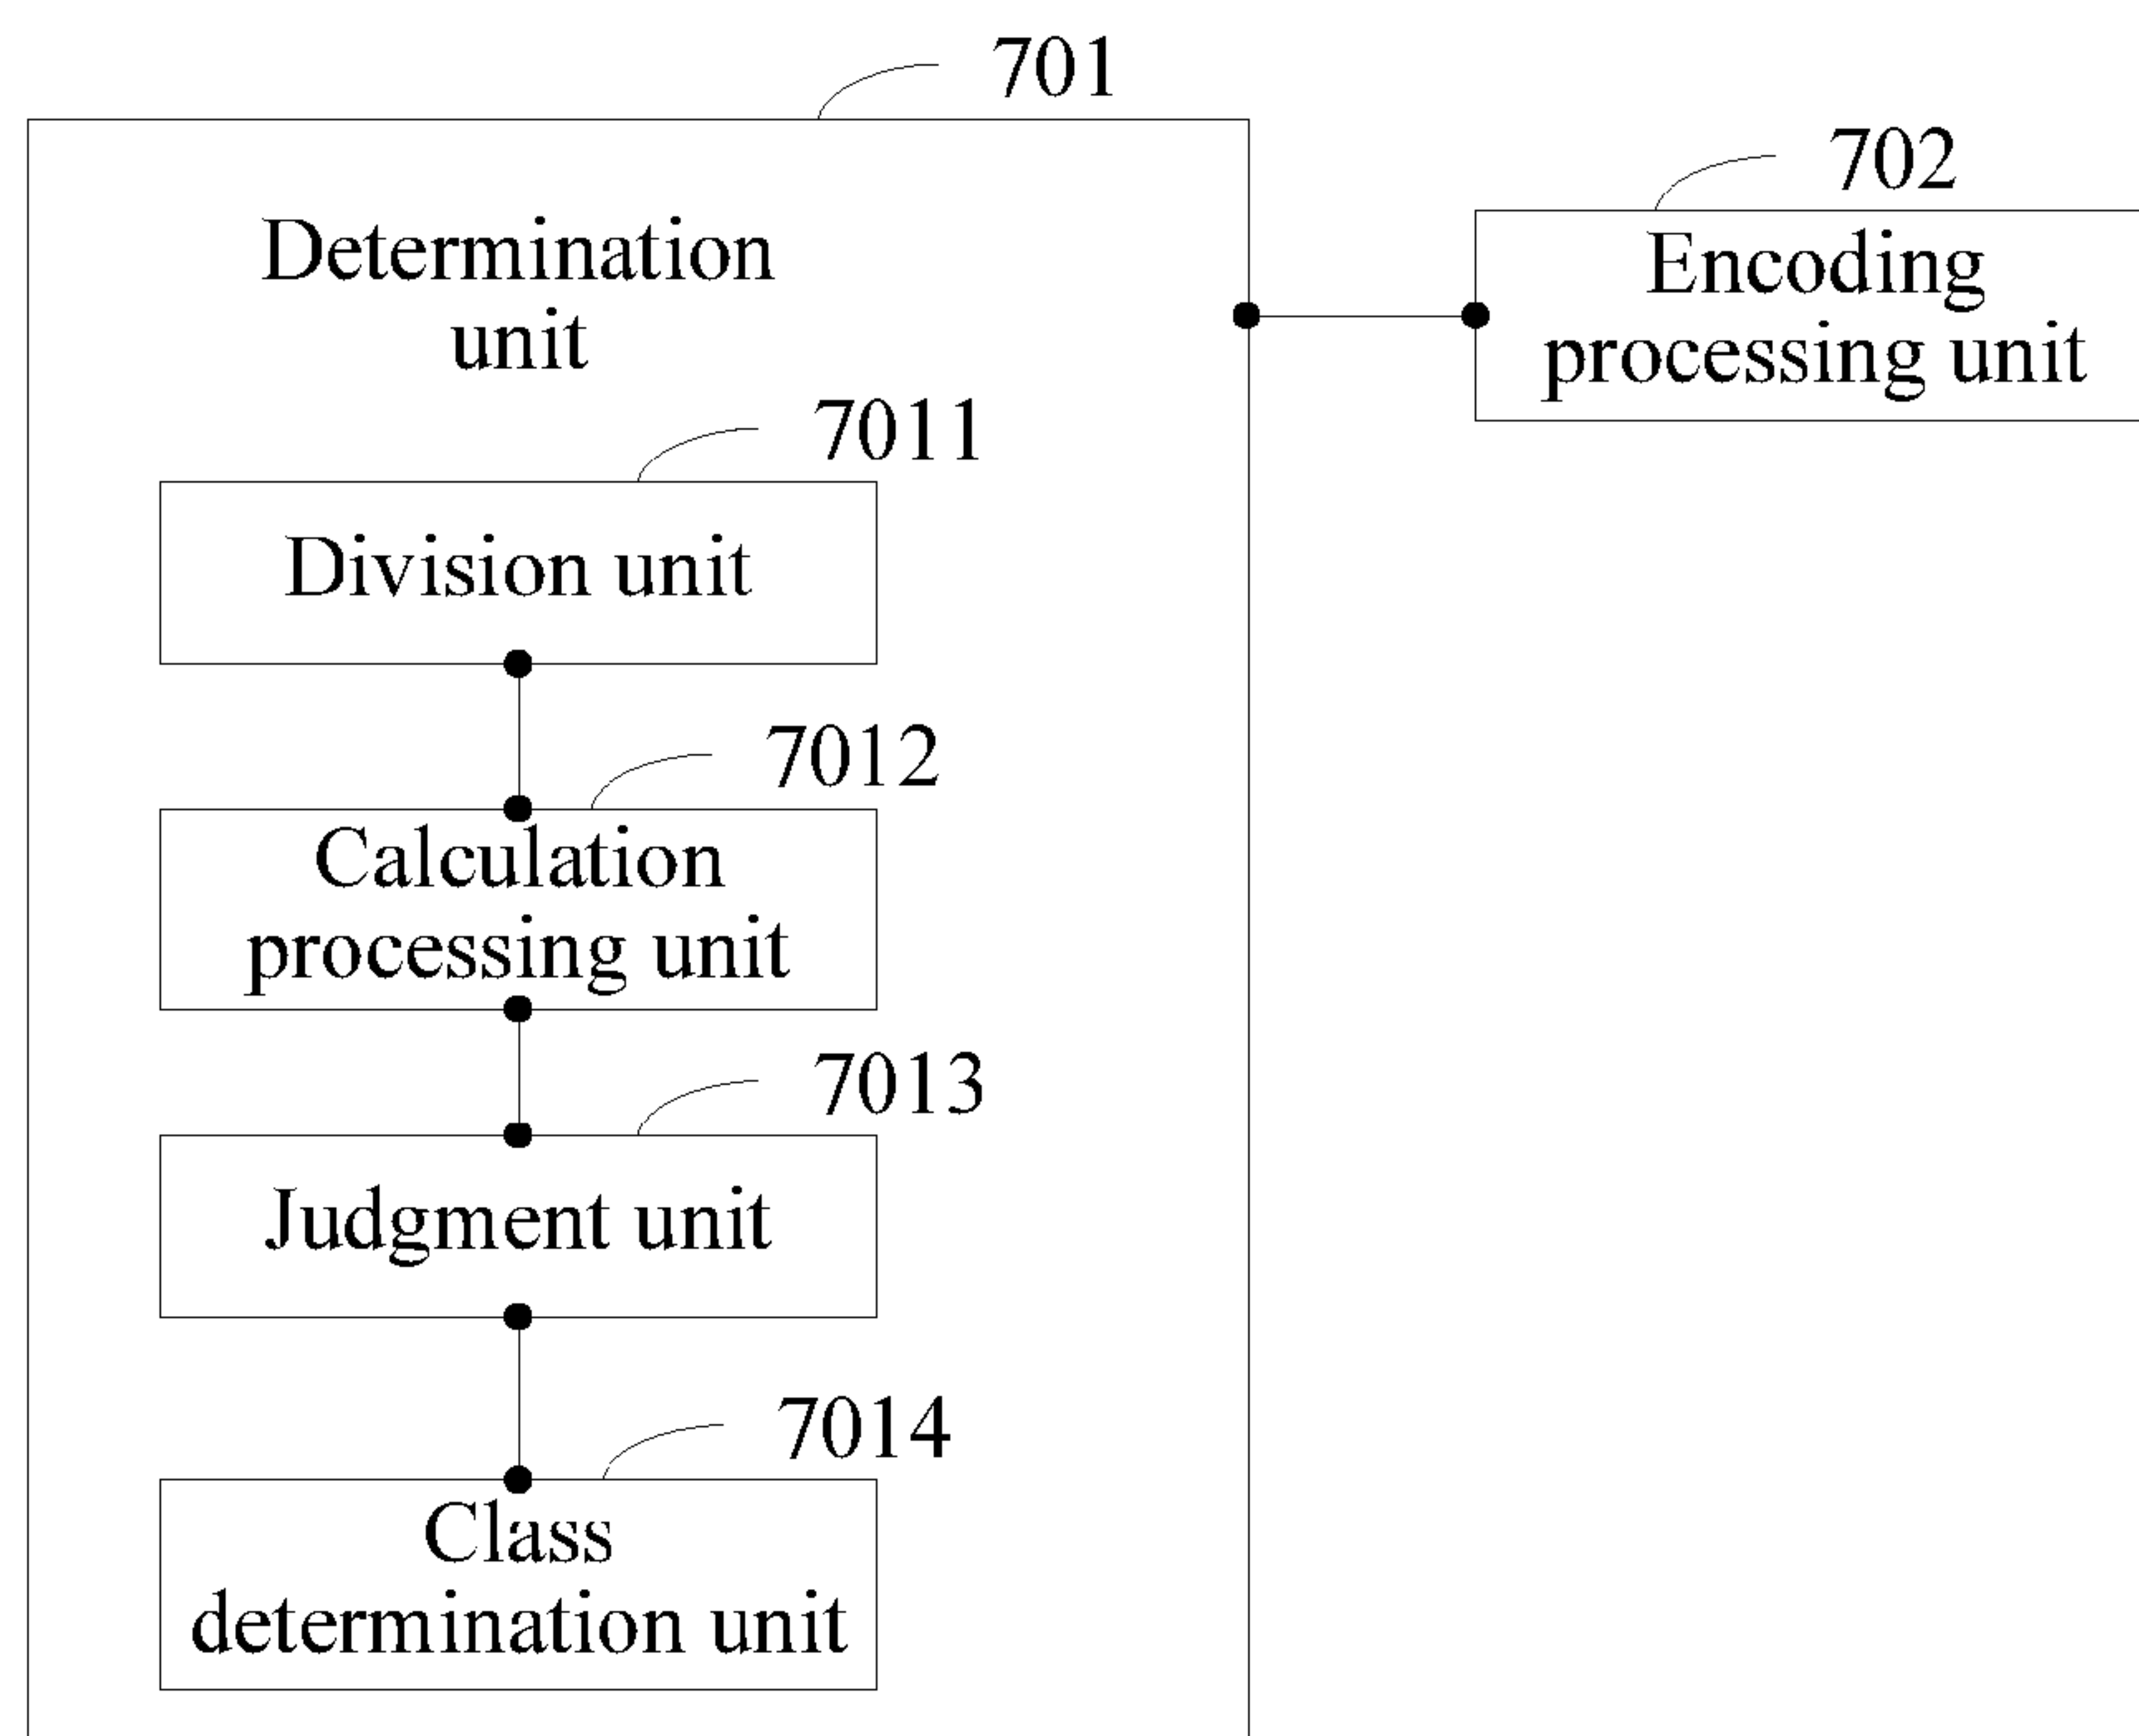 701
702
Determination
unit
Encoding
processing unit
7011
Division unit
7012
Calculation
processing unit
7013
Judgment unit
7014
Class
determination unit